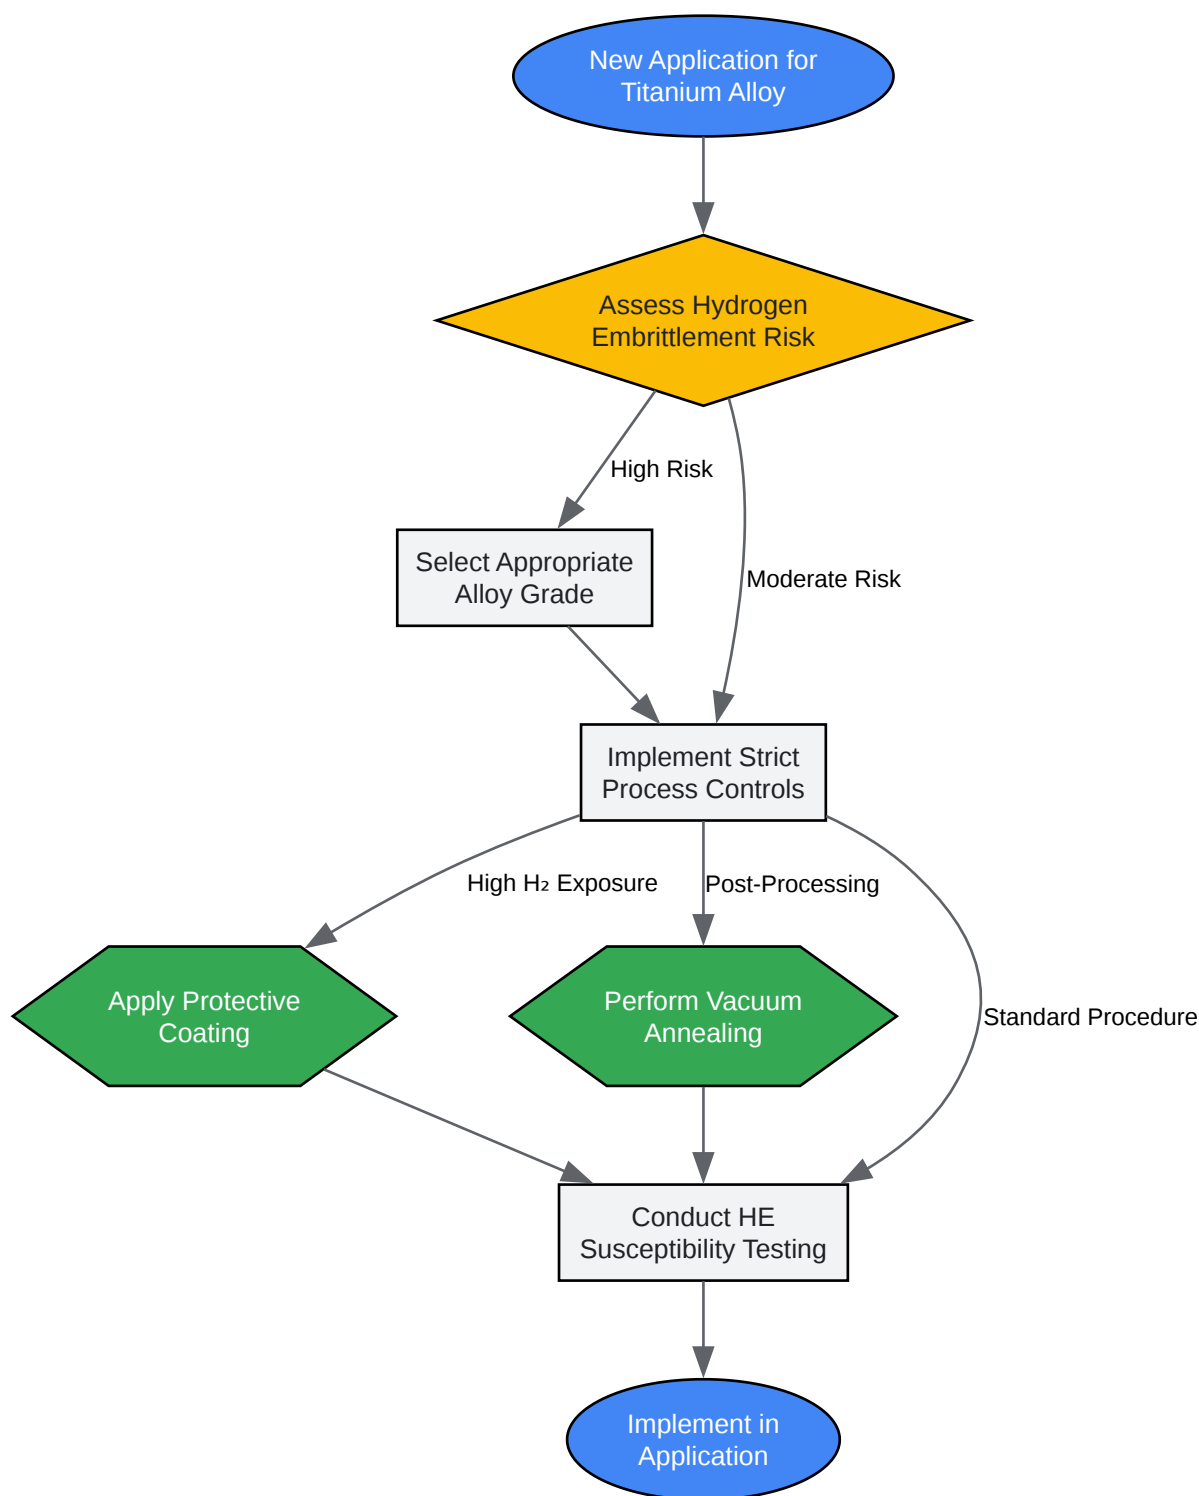 New Application for
Titanium Alloy
Assess Hydrogen
Embrittlement Risk
High Risk
Select Appropriate
Alloy Grade
Moderate Risk
Implement Strict
Process Controls
High H₂ Exposure
Post-Processing
Apply Protective
Coating
Perform Vacuum
Annealing
Standard Procedure
Conduct HE
Susceptibility Testing
Implement in
Application